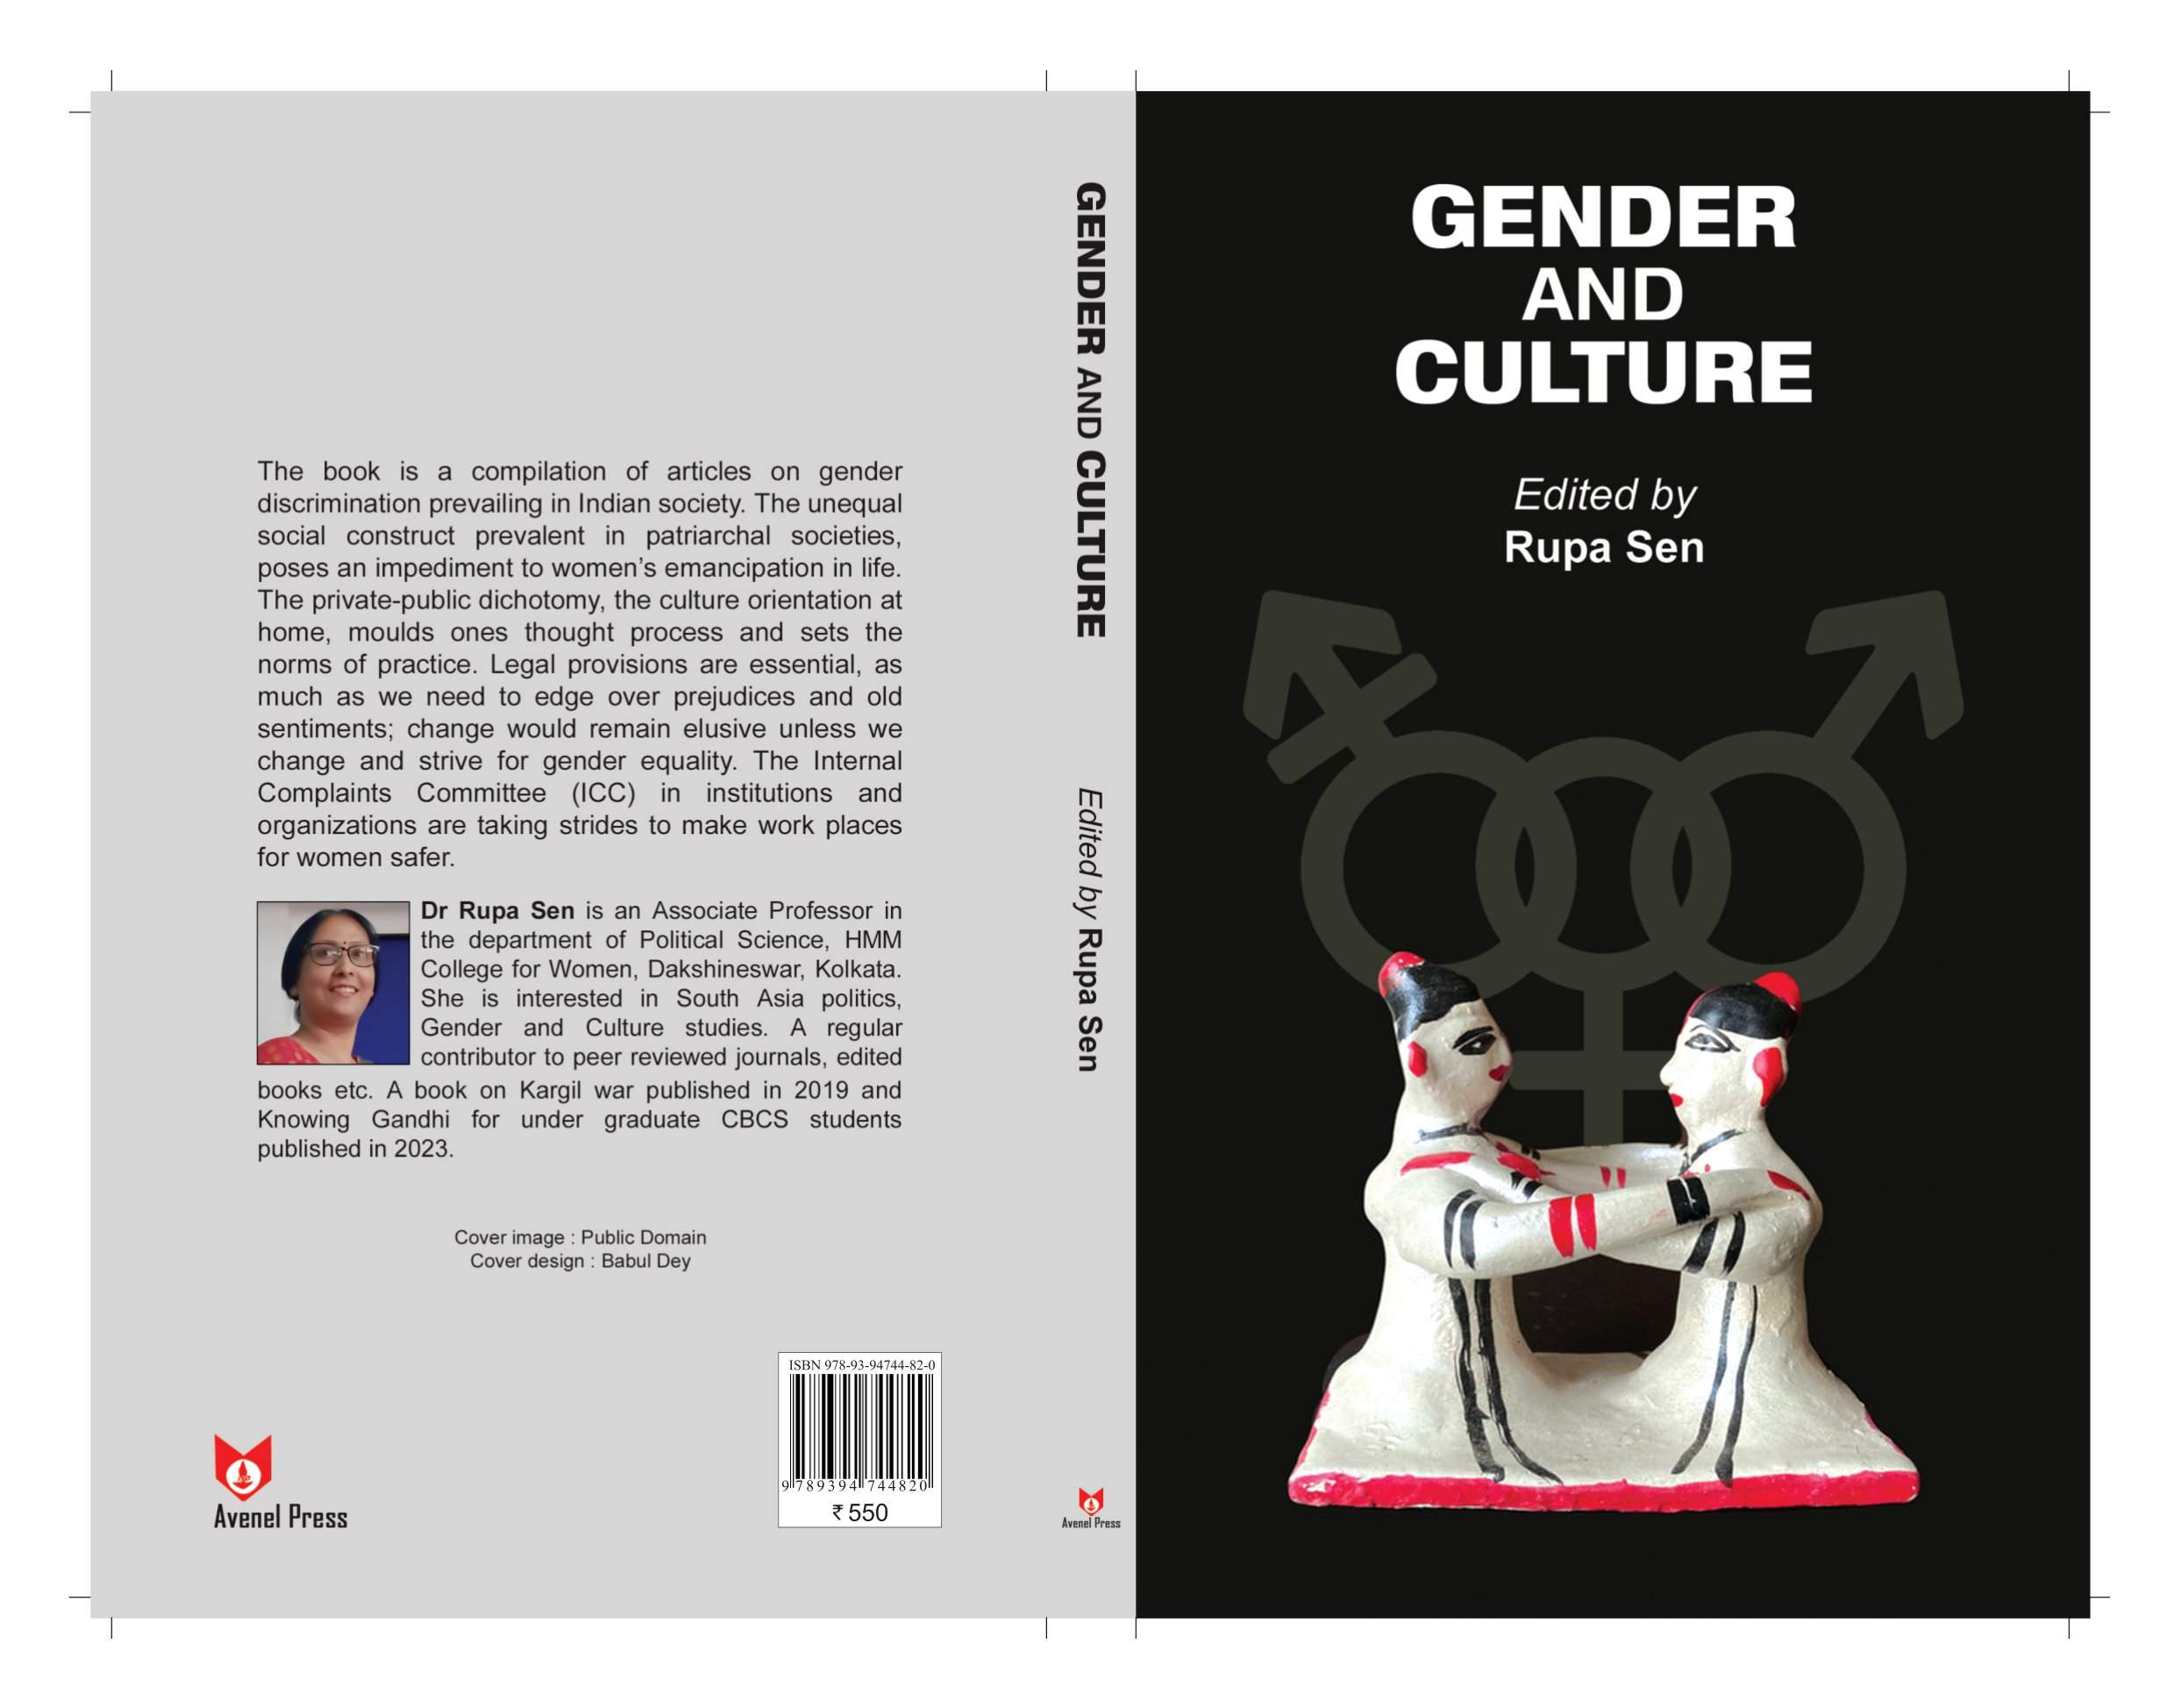 The book is a compilation of articles on gender
discrimination prevailing in Indian society. The unequal
social construct prevalent in patriarchal societies,
poses an impediment to women's emancipation in life.
The private-public dichotomy, the culture orientation at
home, moulds ones thought process and sets the
norms of practice. Legal provisions are essential, as
much as we need to edge over prejudices and old
sentiments; change would remain elusive unless we
change and strive for gender equality. The Internal
Complaints Committee (ICC) in institutions and
organizations are taking strides to make work places
for women safer.
Dr Rupa Sen is an Associate Professor in
the department of Political Science, HMM
College for Women, Dakshineswar, Kolkata.
She is interested in South Asia politics,
Gender and Culture studies. A regular
contributor to peer reviewed journals, edited
books etc. A book on Kargil war published in 2019 and
Knowing Gandhi for under graduate CBCS students
published in 2023.
Cover image : Public Domain
Cover design : Babul Dey
ISBN 978-93-94744-82-0
9 789394 744820
₹ 550
Avenel Press
GENDER AND CULTURE
Edited by Rupa Sen
Avenel Press
GENDER
AND
CULTURE
Edited by
Rupa Sen